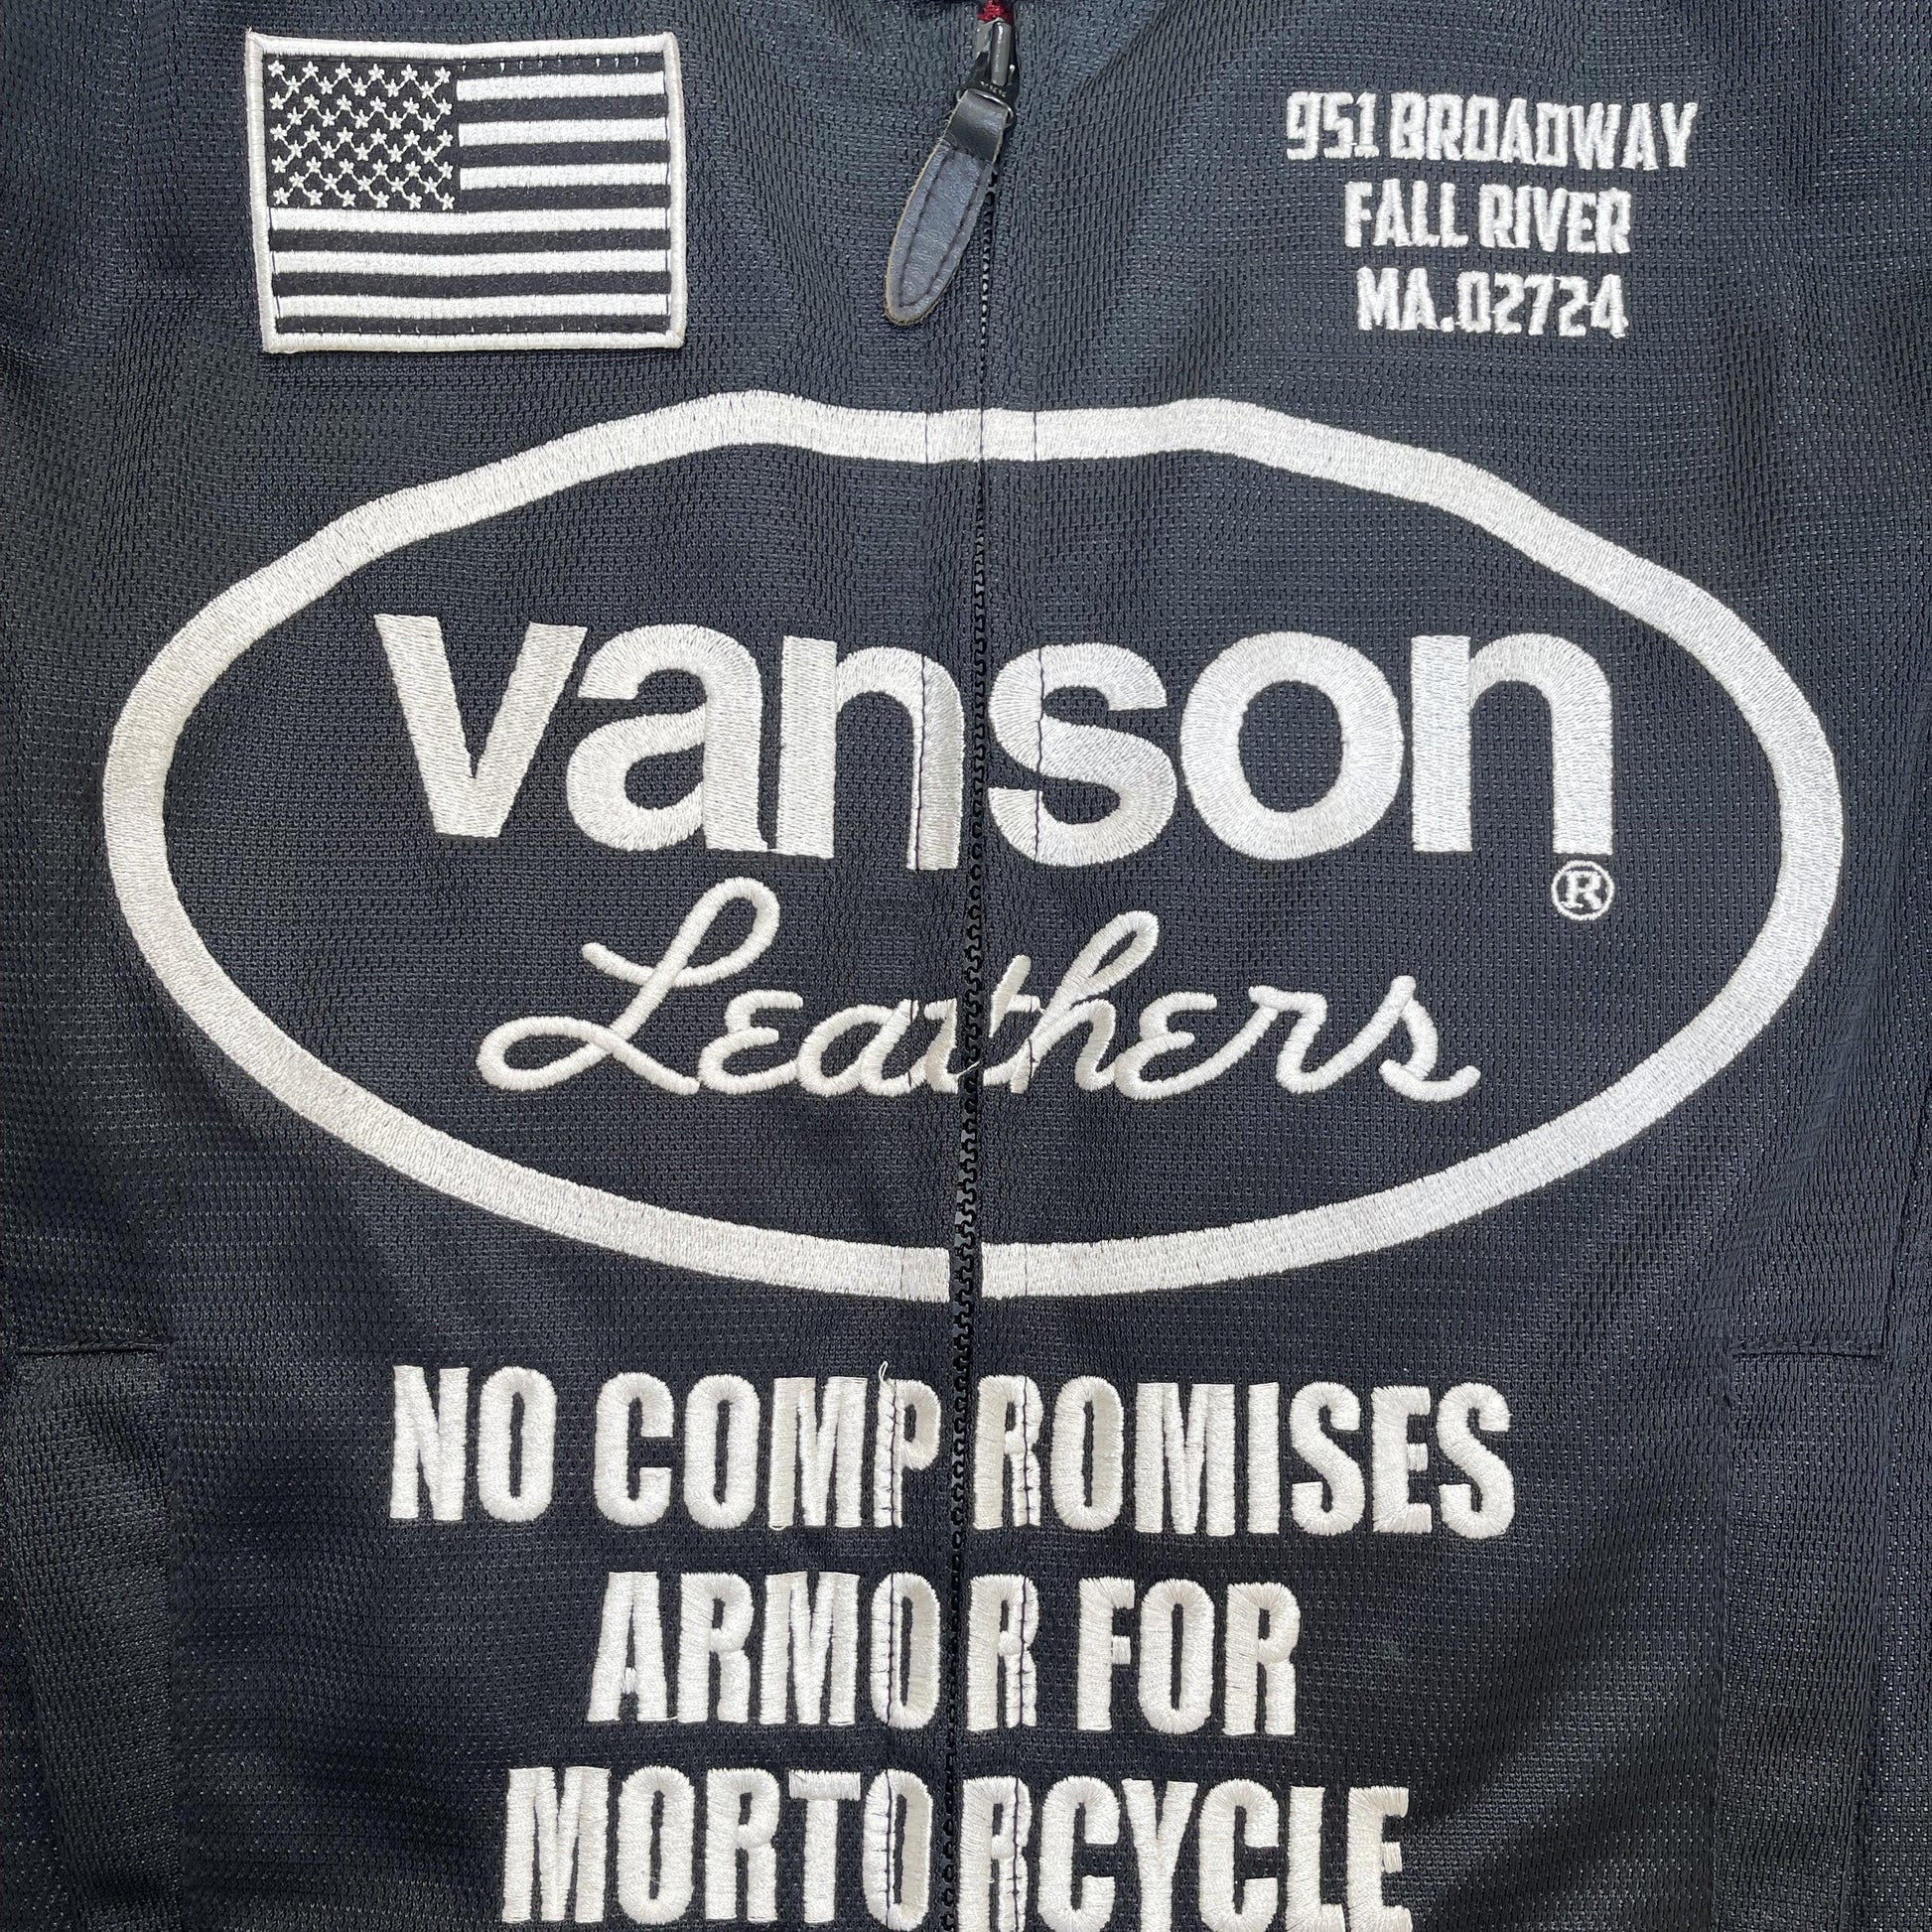 951 BROADWAY
FALL RIVER
MA.02724
vanson
®
Leathers
NO COMPROMISES
ARMOR FOR
MORTORCYCLE